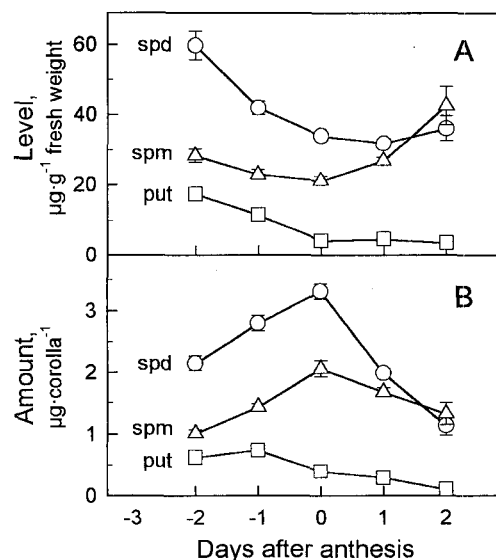 A
Level,
µg·g⁻¹ fresh weight
60
40
20
0
spd
spm
put
B
Amount,
µg·corolla⁻¹
3
2
1
0
spd
spm
put
-3 -2 -1 0 1 2
Days after anthesis